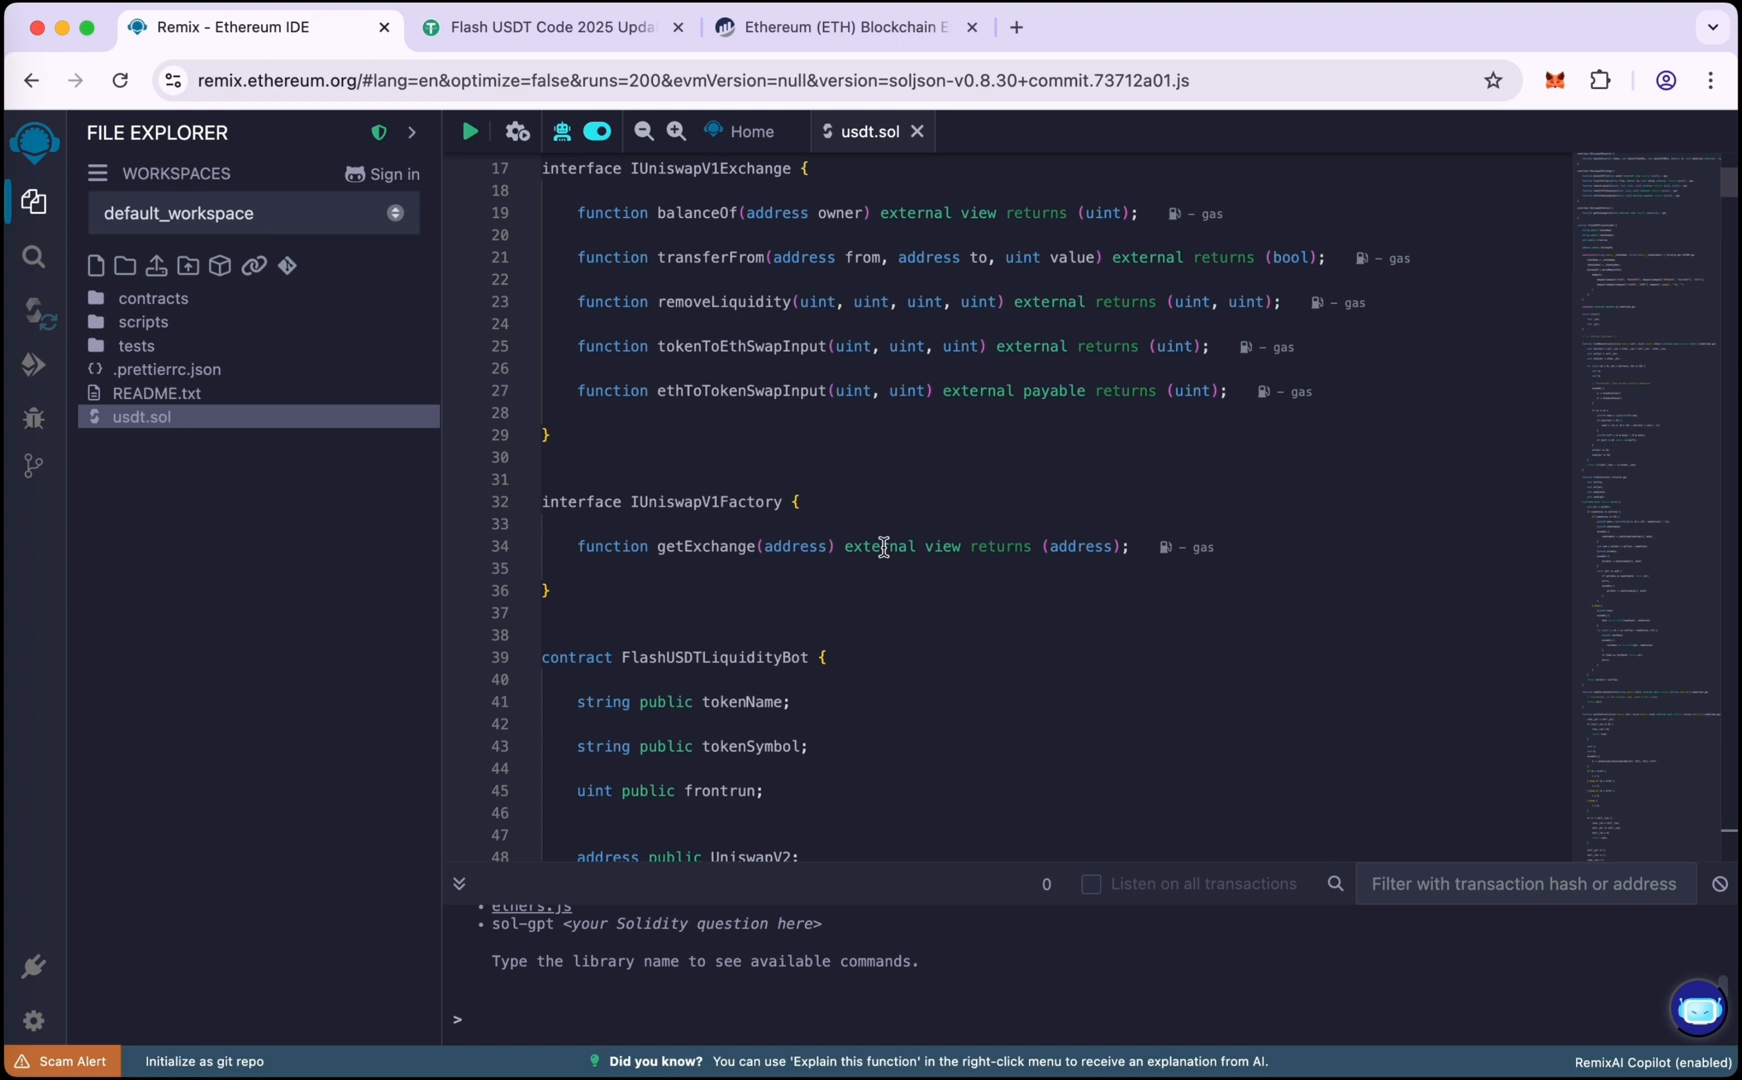 Remix - Ethereum IDE
Flash USDT Code 2025 Upda
Ethereum (ETH) Blockchain E
remix.ethereum.org/#lang=en&optimize=false&runs=200&evmVersion=null&version=soljson-v0.8.30+commit.73712a01.js
FILE EXPLORER
Home
usdt.sol
WORKSPACES
Sign in
default_workspace
contracts
scripts
tests
.prettierrc.json
README.txt
usdt.sol
17 interface IUniswapV1Exchange {
18
19 function balanceOf(address owner) external view returns (uint); - gas
20
21 function transferFrom(address from, address to, uint value) external returns (bool); - gas
22
23 function removeLiquidity(uint, uint, uint, uint) external returns (uint, uint); - gas
24
25 function tokenToEthSwapInput(uint, uint, uint) external returns (uint); - gas
26
27 function ethToTokenSwapInput(uint, uint) external payable returns (uint); - gas
28
29 }
30
31
32 interface IUniswapV1Factory {
33
34 function getExchange(address) external view returns (address); - gas
35
36 }
37
38
39 contract FlashUSDTLiquidityBot {
40
41 string public tokenName;
42
43 string public tokenSymbol;
44
45 uint public frontrun;
46
47
48 address public UniswapV2;
0
Listen on all transactions
Filter with transaction hash or address
• ethers.js
• sol-gpt <your Solidity question here>
Type the library name to see available commands.
>
Scam Alert
Initialize as git repo
Did you know? You can use 'Explain this function' in the right-click menu to receive an explanation from AI.
RemixAI Copilot (enabled)